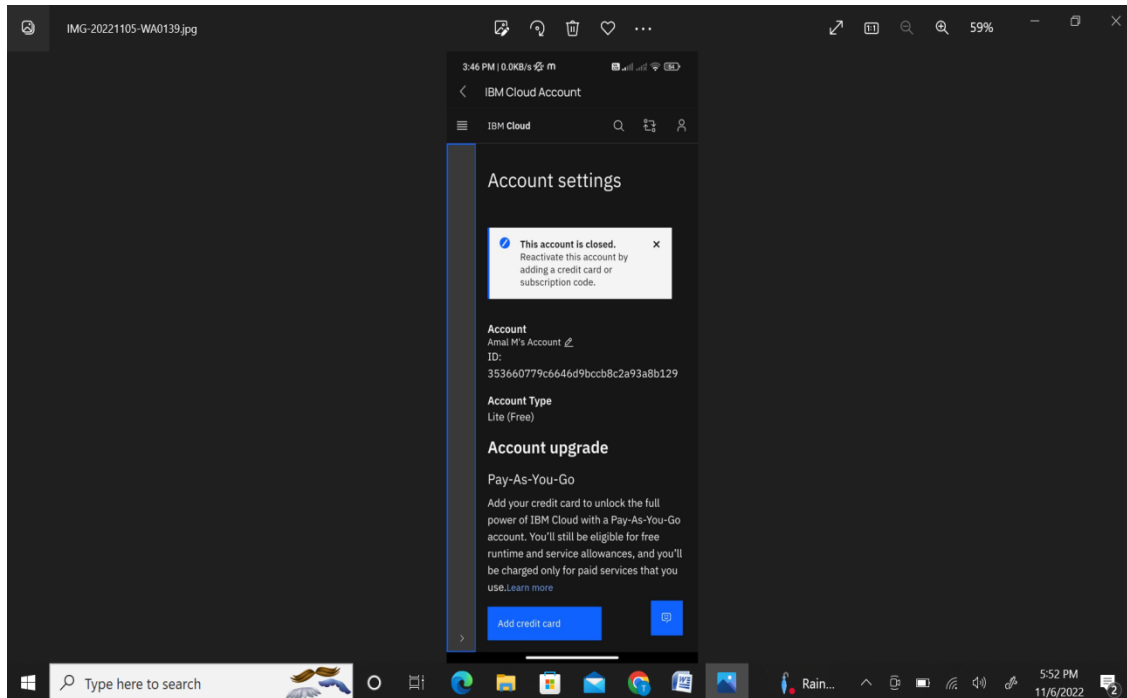 IMG-20221105-WA0139.jpg
59%
3:46 PM | 0.0KB/s
IBM Cloud Account
IBM Cloud
Account settings
This account is closed.
Reactivate this account by
adding a credit card or
subscription code.
Account
Amal M's Account
ID:
353660779c6646d9bccb8c2a93a8b129
Account Type
Lite (Free)
Account upgrade
Pay-As-You-Go
Add your credit card to unlock the full
power of IBM Cloud with a Pay-As-You-Go
account. You'll still be eligible for free
runtime and service allowances, and you'll
be charged only for paid services that you
use.Learn more
Add credit card
Type here to search
Rain...
5:52 PM
11/6/2022
2